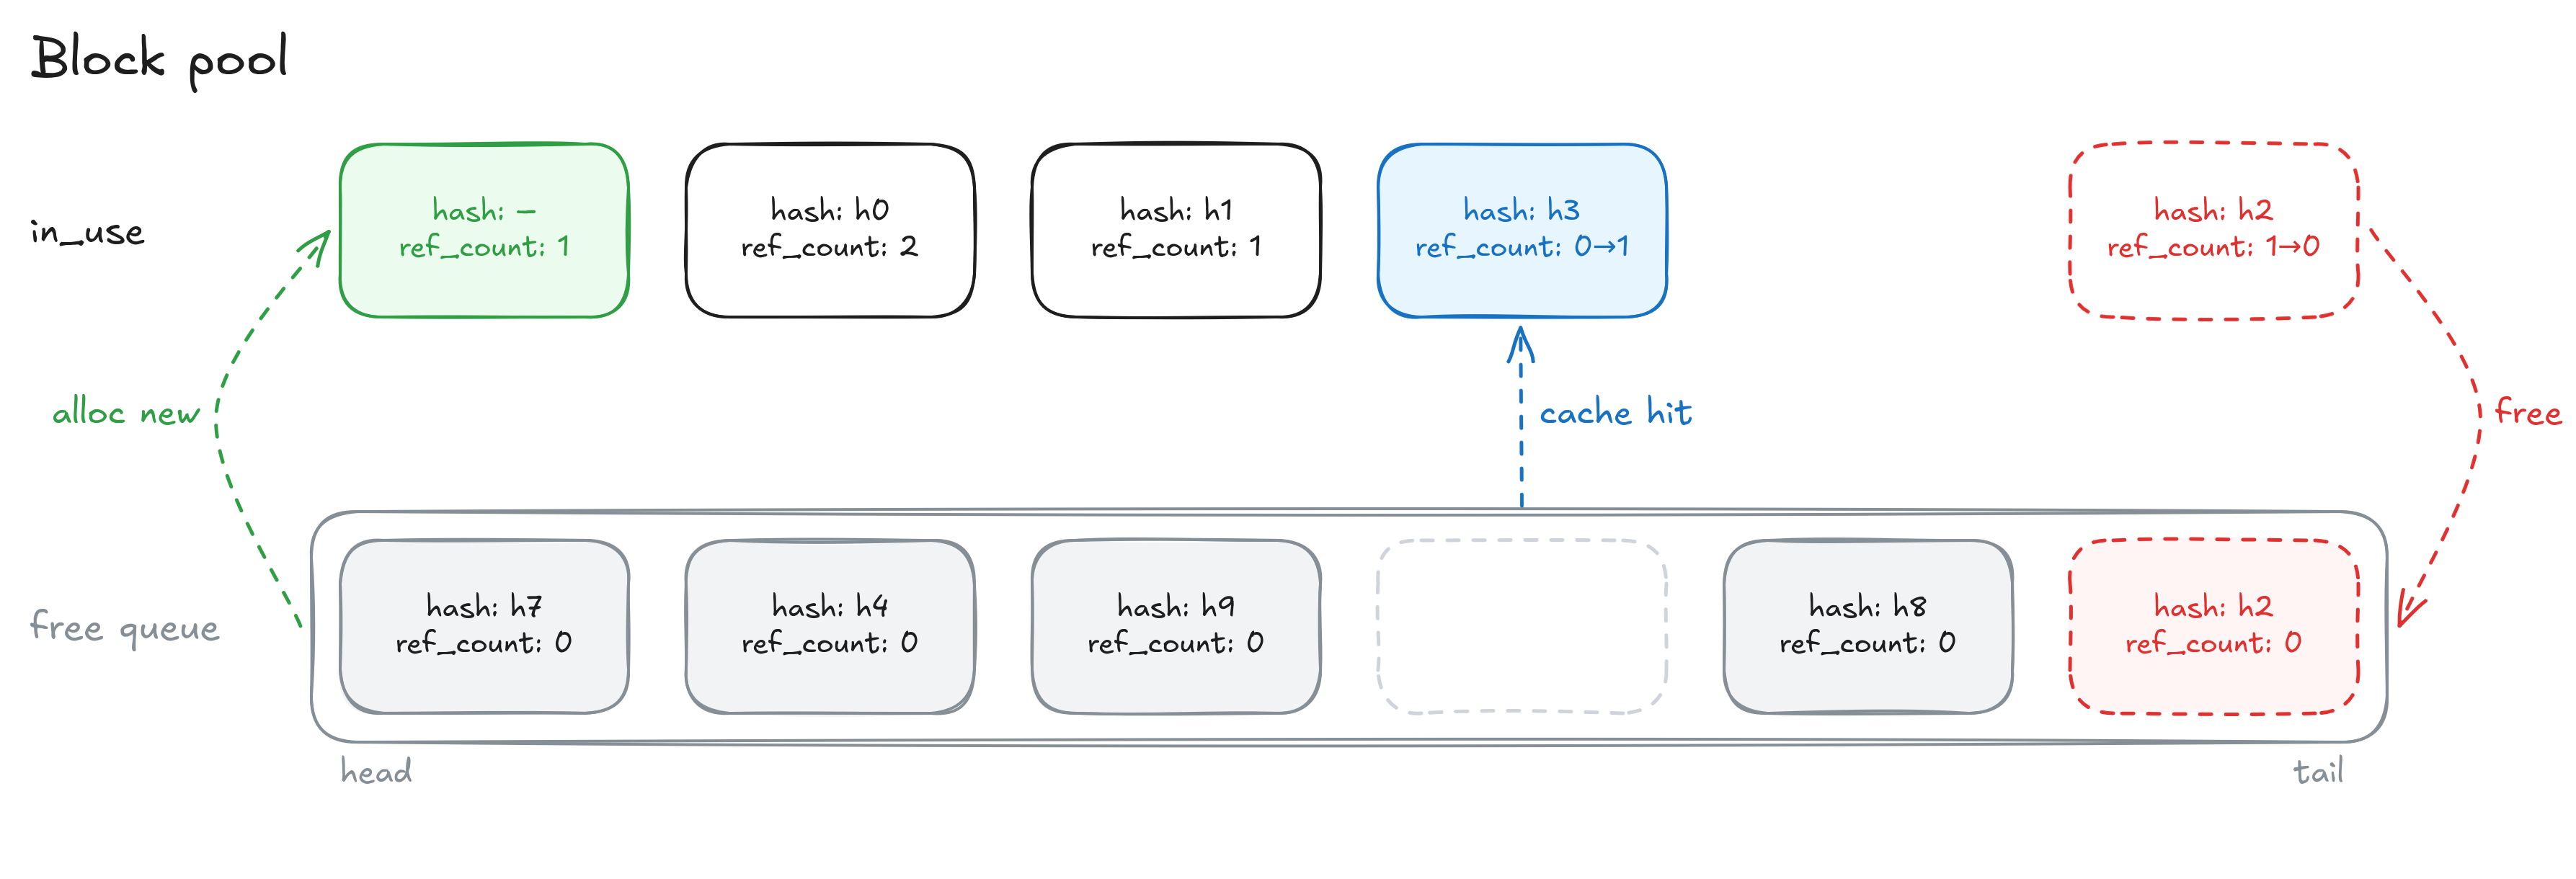 Block pool
in_use
hash: –
ref_count: 1
hash: h0
ref_count: 2
hash: h1
ref_count: 1
hash: h3
ref_count: 0→1
hash: h2
ref_count: 1→0
alloc new
cache hit
free
free queue
hash: h7
ref_count: 0
hash: h4
ref_count: 0
hash: h9
ref_count: 0
hash: h8
ref_count: 0
hash: h2
ref_count: 0
head
tail